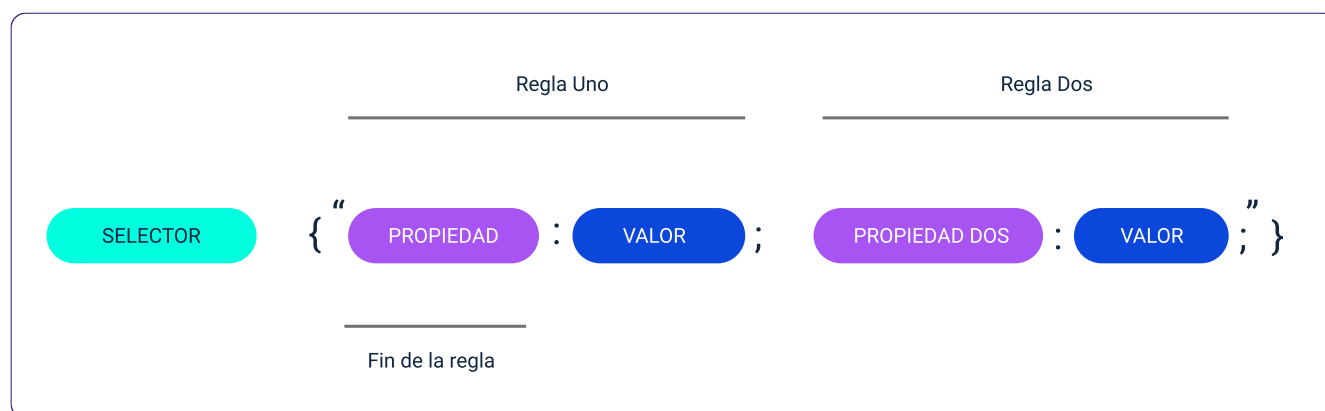 Regla Uno
Regla Dos
SELECTOR { “ PROPIEDAD : VALOR ; PROPIEDAD DOS : VALOR ; ” }
Fin de la regla